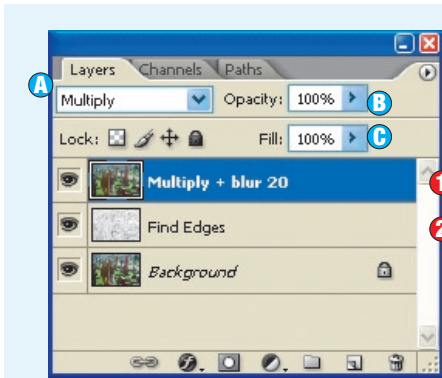 Layers Channels Paths
A
Multiply Opacity: 100% B
Lock: Fill: 100% C
Multiply + blur 20 1
Find Edges 2
Background